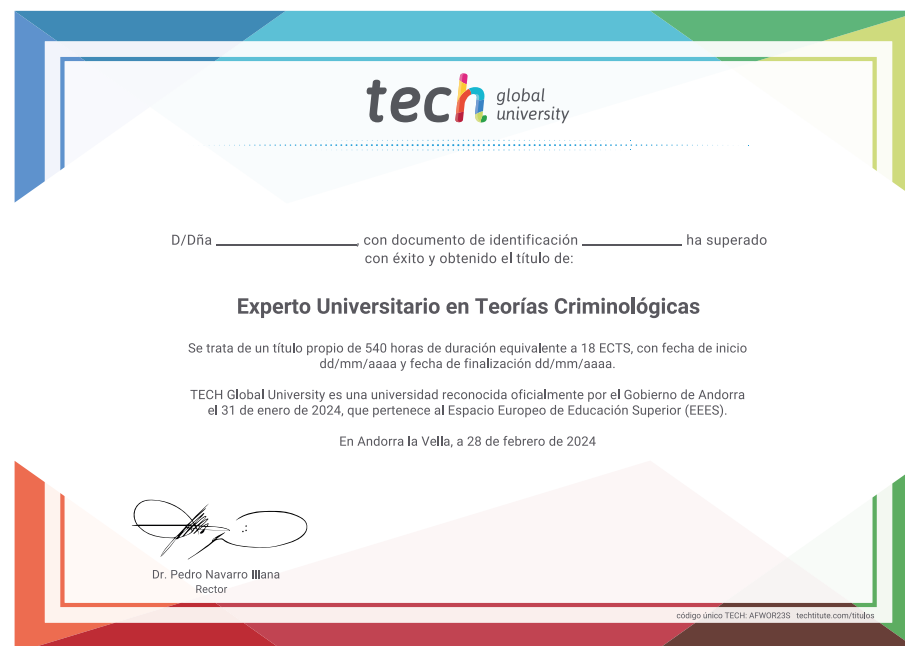 tech global university
D/Dña ________________, con documento de identificación ____________ ha superado
con éxito y obtenido el título de:
Experto Universitario en Teorías Criminológicas
Se trata de un título propio de 540 horas de duración equivalente a 18 ECTS, con fecha de inicio
dd/mm/aaaa y fecha de finalización dd/mm/aaaa.
TECH Global University es una universidad reconocida oficialmente por el Gobierno de Andorra
el 31 de enero de 2024, que pertenece al Espacio Europeo de Educación Superior (EEES).
En Andorra la Vella, a 28 de febrero de 2024
Dr. Pedro Navarro Illana
Rector
código único TECH: AFWOR23S techtitute.com/titulos